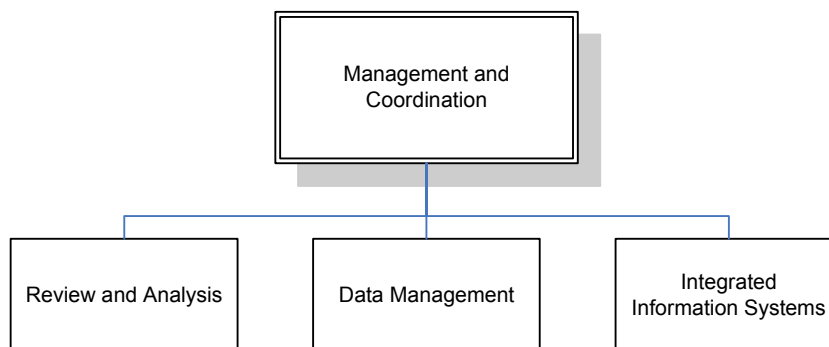 Management and
Coordination
Review and Analysis
Data Management
Integrated
Information Systems